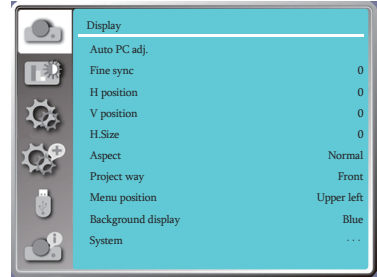 Display
Auto PC adj.
Fine sync 0
H position 0
V position 0
H.Size 0
Aspect Normal
Project way Front
Menu position Upper left
Background display Blue
System ...